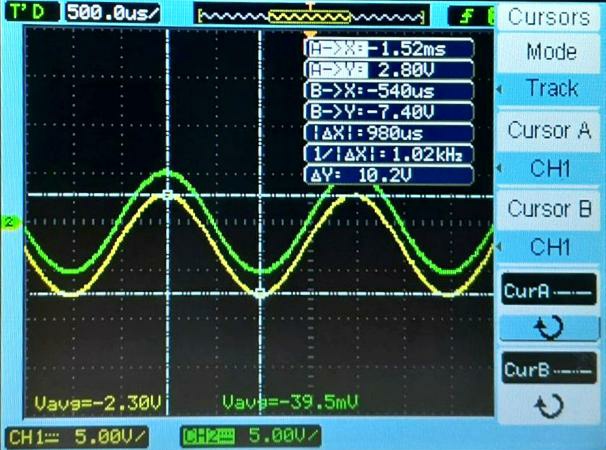 T'D 500.0us/ T Cursors
A->X:-1.52ms
A->Y: 2.80V
B->X:-540us
B->Y:-7.40V
|ΔX|:980us
1/|ΔX|:1.02kHz
ΔY: 10.2V
Mode
Track
Cursor A
CH1
Cursor B
CH1
CurA
CurB
2
Vavg=-2.30V Vavg=-39.5mV
CH1 5.00V/ CH2 5.00V/